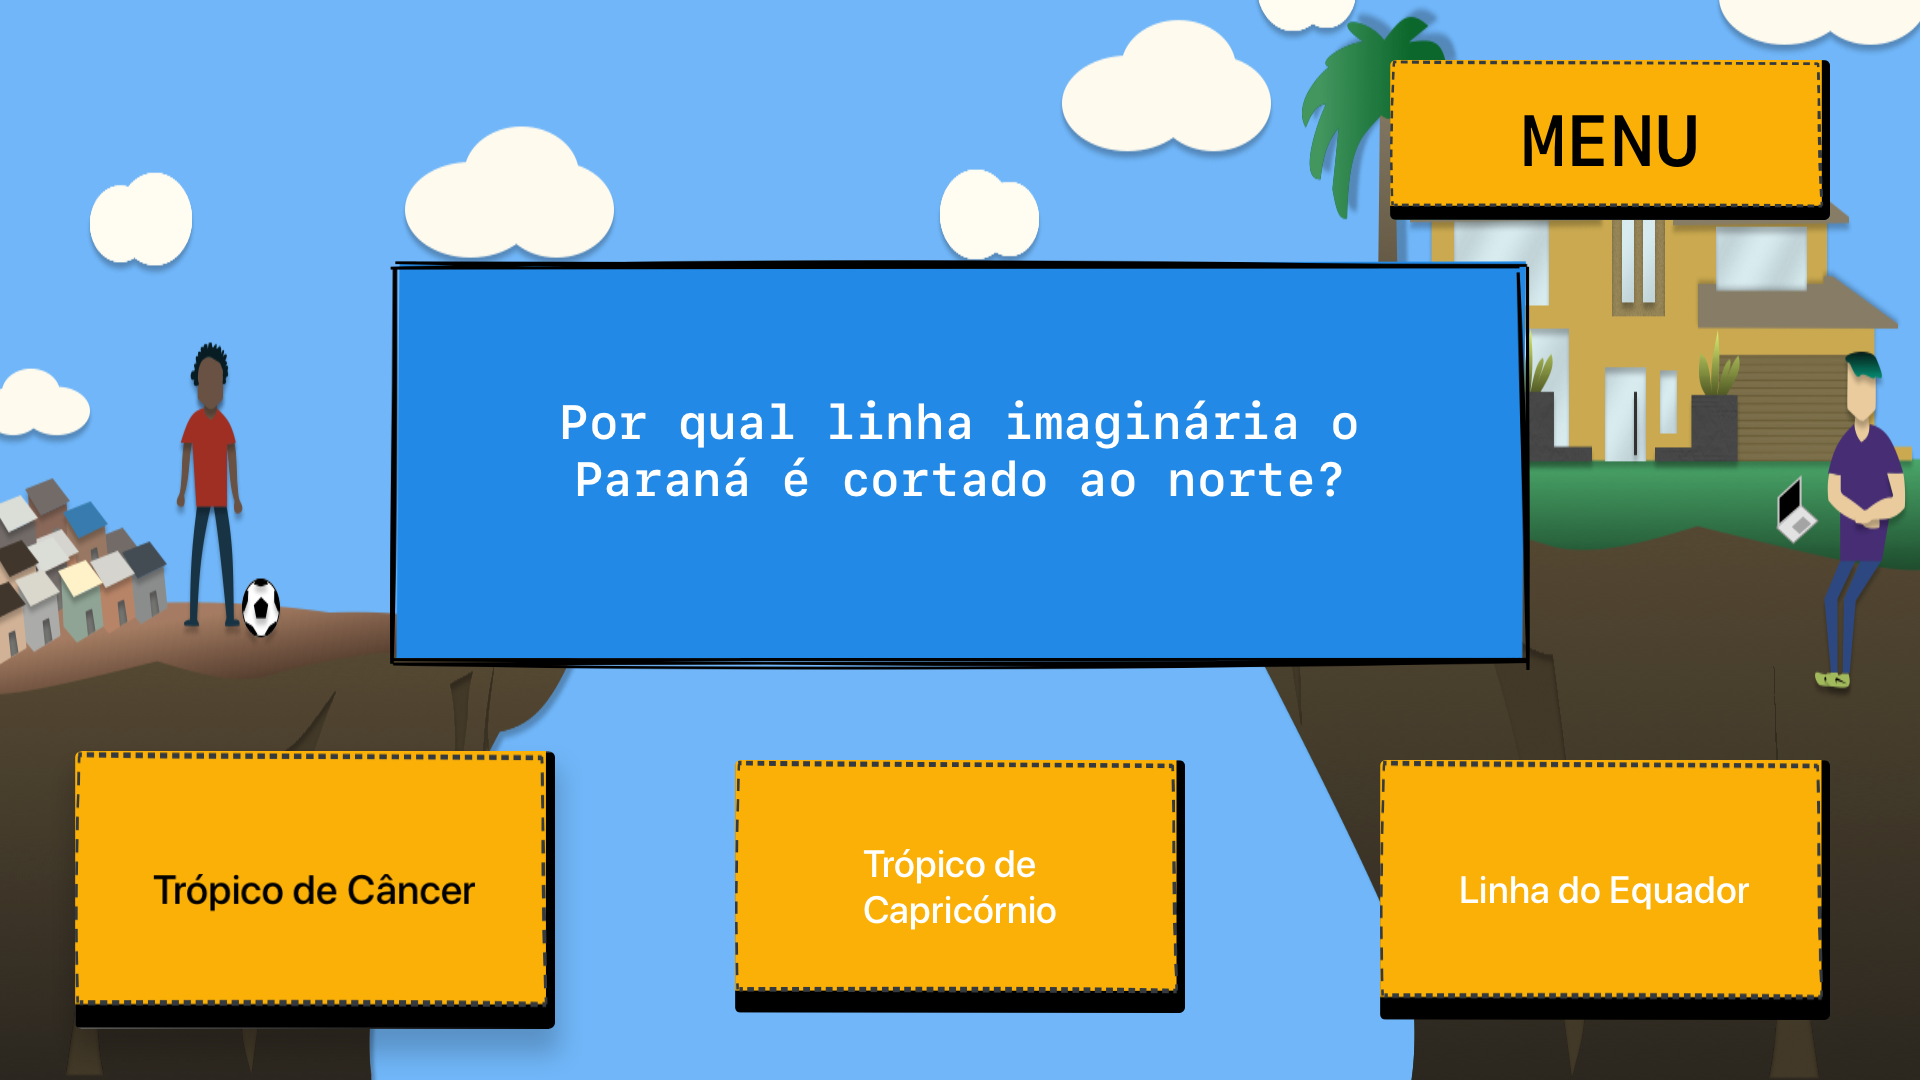 MENU
Por qual linha imaginária o
Paraná é cortado ao norte?
Trópico de Câncer
Trópico de
Capricórnio
Linha do Equador